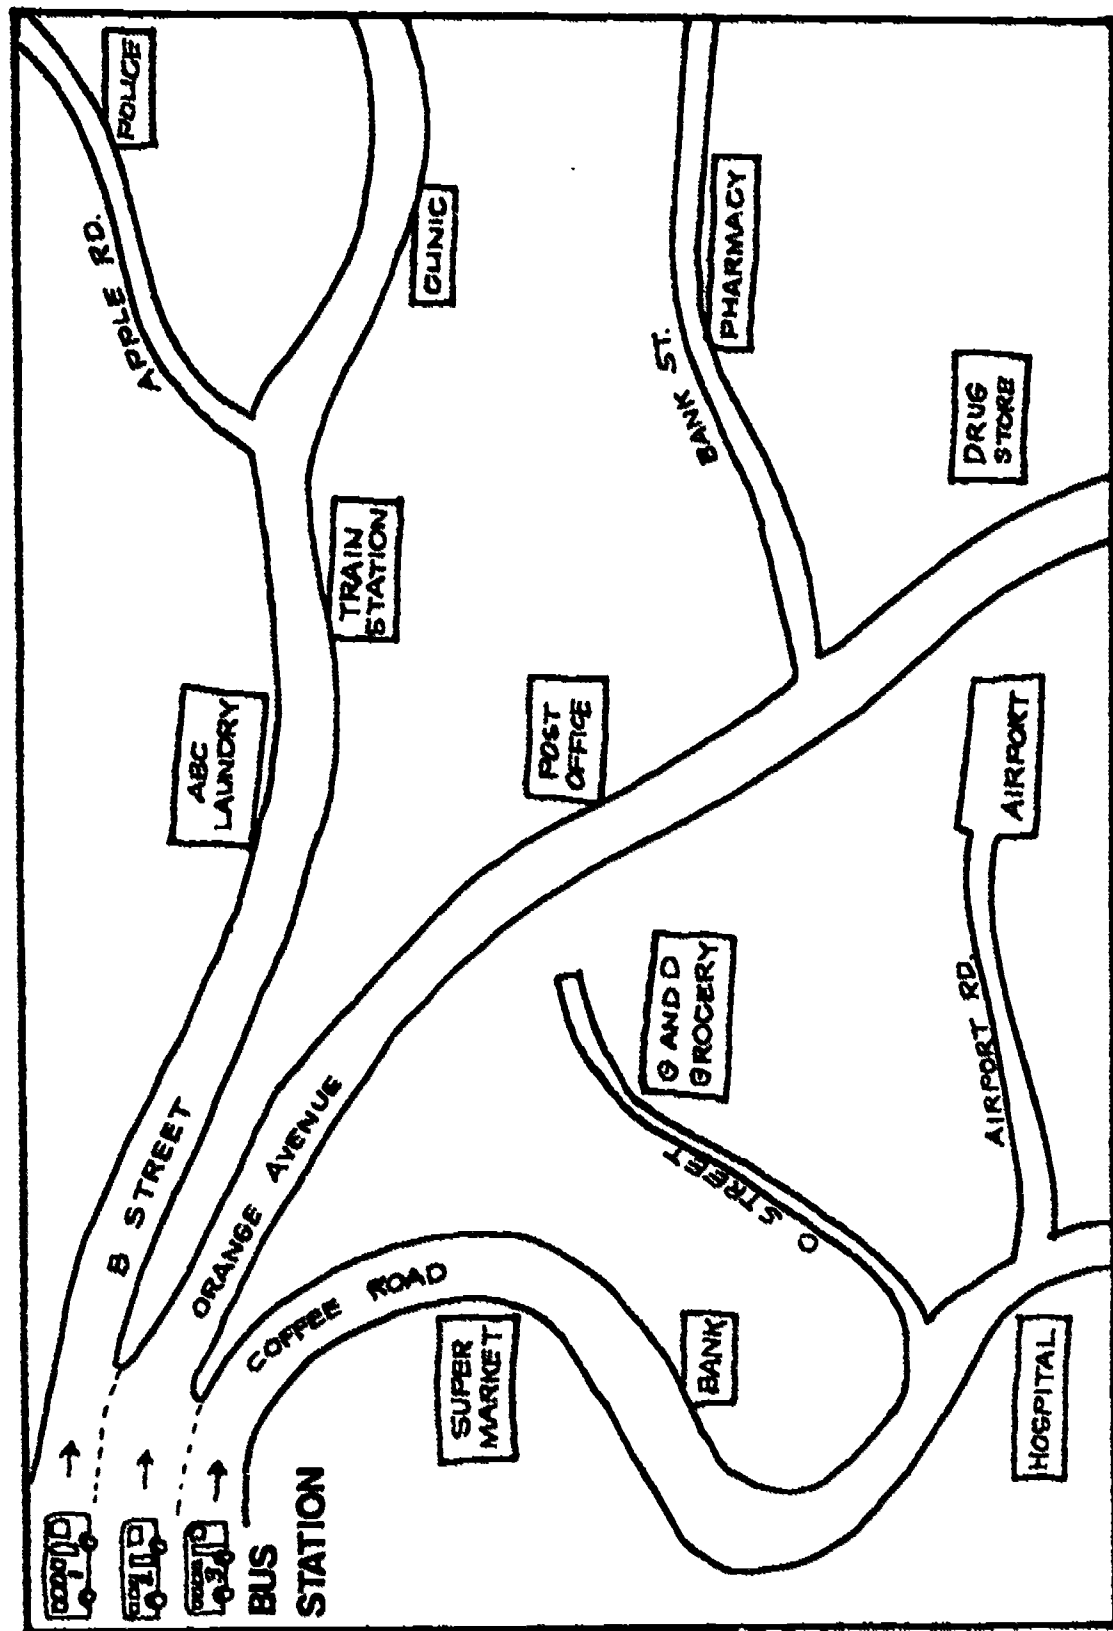 POLICE
APPLE RD.
ABC
LAUNDRY
B STREET
1
2
3
BUS
STATION
CLINIC
TRAIN
STATION
ORANGE AVENUE
COFFEE ROAD
POST
OFFICE
SUPER
MARKET
BANK ST.
PHARMACY
G AND D
GROCERY
O STREET
BANK
DRUG
STORE
AIRPORT
AIRPORT RD.
HOSPITAL